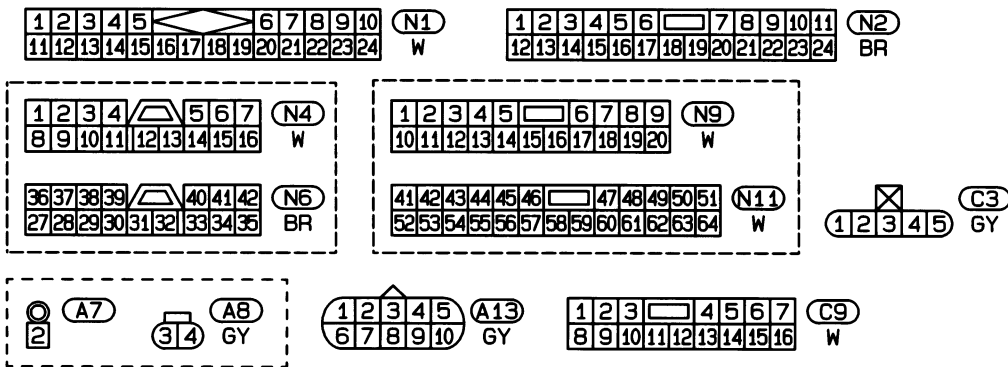 1 2 3 4 5 6 7 8 9 10 N1
11 12 13 14 15 16 17 18 19 20 21 22 23 24 W
1 2 3 4 5 6 7 8 9 10 11 N2
12 13 14 15 16 17 18 19 20 21 22 23 24 BR
1 2 3 4 5 6 7 N4
8 9 10 11 12 13 14 15 16 W
36 37 38 39 40 41 42 N6
27 28 29 30 31 32 33 34 35 BR
1 2 3 4 5 6 7 8 9 N9
10 11 12 13 14 15 16 17 18 19 20 W
41 42 43 44 45 46 47 48 49 50 51 N11
52 53 54 55 56 57 58 59 60 61 62 63 64 W
C3
1 2 3 4 5 GY
A7
2
A8
3 4 GY
1 2 3 4 5 A13
6 7 8 9 10 GY
1 2 3 4 5 6 7 C9
8 9 10 11 12 13 14 15 16 W